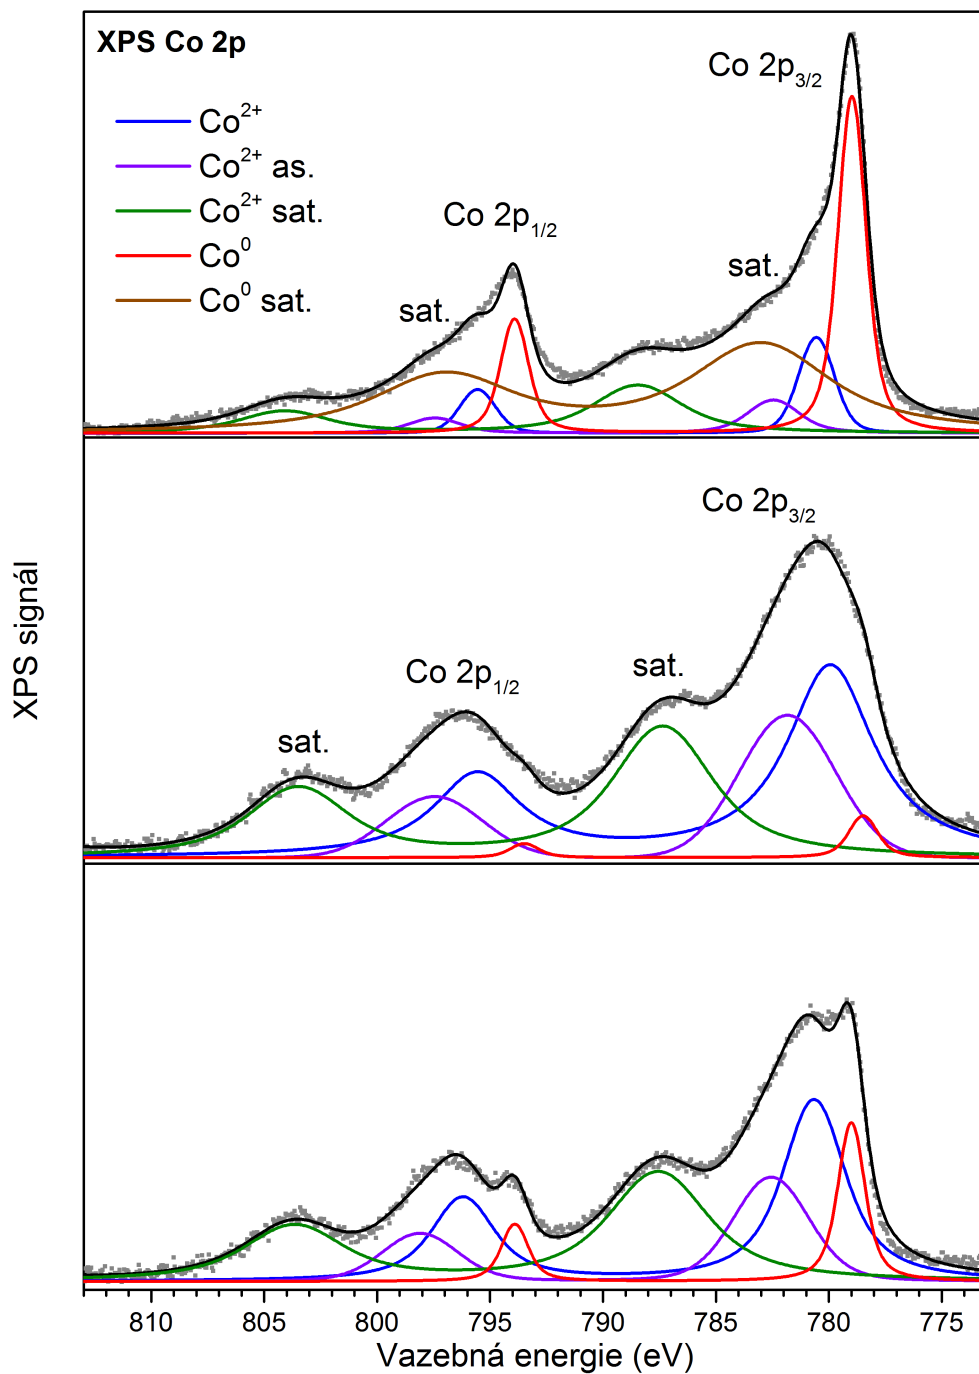 XPS Co 2p
Co²⁺
Co²⁺ as.
Co²⁺ sat.
Co⁰
Co⁰ sat.
Co 2p₃/₂
Co 2p₁/₂
sat.
sat.
Co 2p₃/₂
Co 2p₁/₂
sat.
sat.
XPS signál
810 805 800 795 790 785 780 775
Vazebná energie (eV)